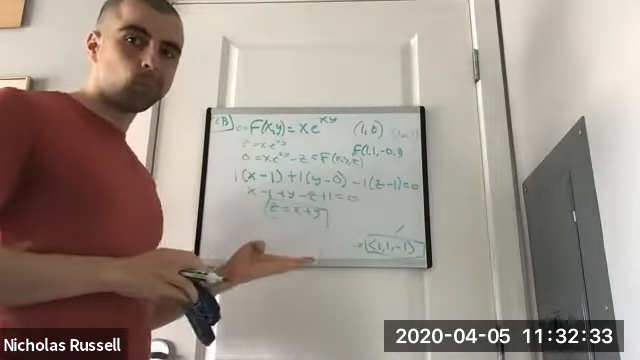 2B F(x,y) = xe^xy (1,0)
z = xe^xy f(1.1, -0.1)
0 = xe^xy - z = F(x,y,z)
1(x-1) + 1(y-0) - 1(z-1) = 0
x-1+y-z+1=0
z = x+y
<1,1,-1>
Nicholas Russell
2020-04-05 11:32:33